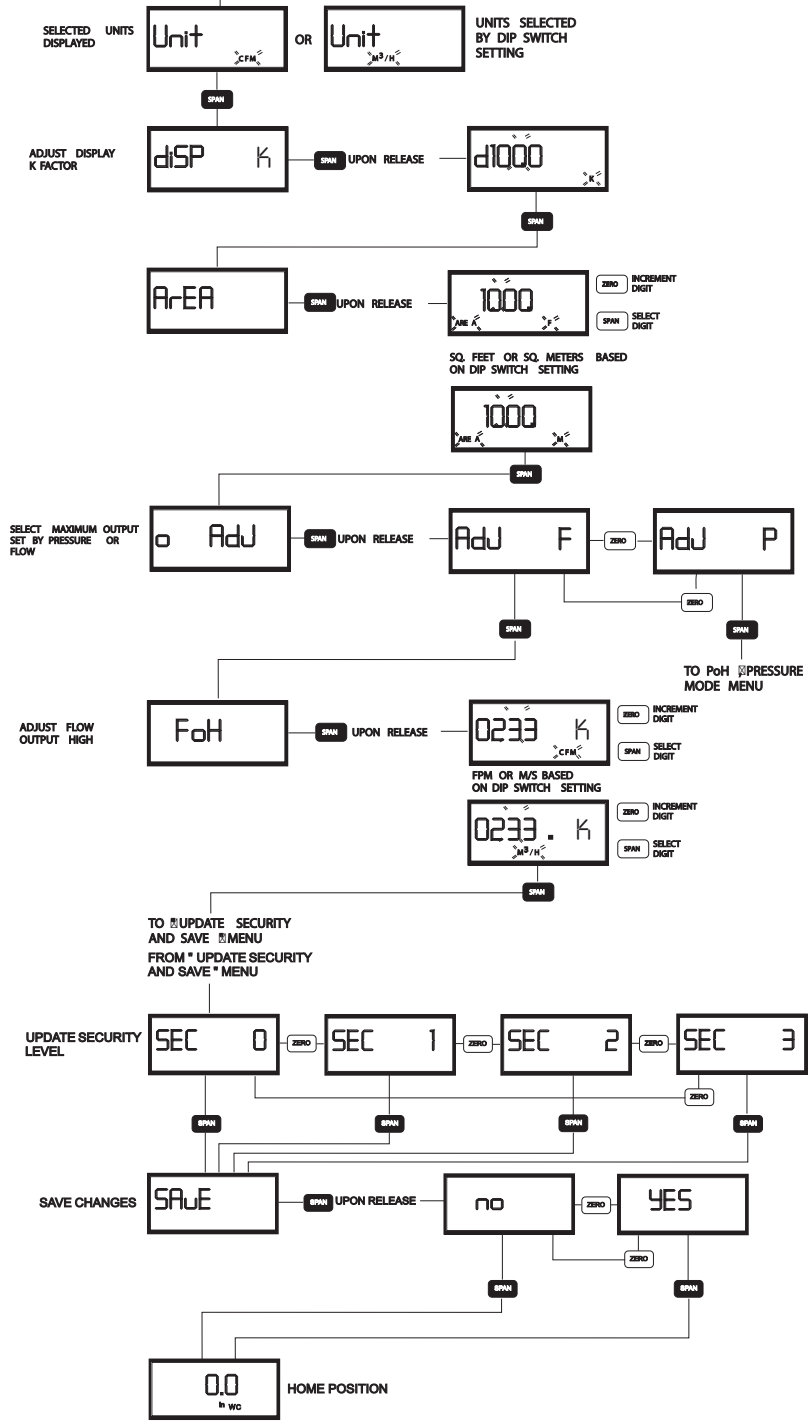 SELECTED UNITS
DISPLAYED
Unit
CFM
OR
Unit
M³/H
UNITS SELECTED
BY DIP SWITCH
SETTING
SPAN
ADJUST DISPLAY
K FACTOR
diSP K
SPAN UPON RELEASE
d10.00
K
SPAN
ArEA
SPAN UPON RELEASE
10.00
ARE A F
ZERO INCREMENT
DIGIT
SPAN SELECT
DIGIT
SQ. FEET OR SQ. METERS BASED
ON DIP SWITCH SETTING
10.00
ARE A M
SPAN
SELECT MAXIMUM OUTPUT
SET BY PRESSURE OR
FLOW
o AdJ
SPAN UPON RELEASE
AdJ F
ZERO
AdJ P
ZERO
SPAN
SPAN
TO PoH PRESSURE
MODE MENU
ADJUST FLOW
OUTPUT HIGH
FoH
SPAN UPON RELEASE
023.3 K
CFM
ZERO INCREMENT
DIGIT
SPAN SELECT
DIGIT
FPM OR M/S BASED
ON DIP SWITCH SETTING
023.3. K
M³/H
ZERO INCREMENT
DIGIT
SPAN SELECT
DIGIT
SPAN
TO UPDATE SECURITY
AND SAVE MENU
FROM " UPDATE SECURITY
AND SAVE " MENU
UPDATE SECURITY
LEVEL
SEC 0
ZERO
SEC 1
ZERO
SEC 2
ZERO
SEC 3
ZERO
SPAN
SPAN
SPAN
SPAN
SAVE CHANGES
SAuE
SPAN UPON RELEASE
no
ZERO
YES
ZERO
SPAN
SPAN
0.0
in WC
HOME POSITION